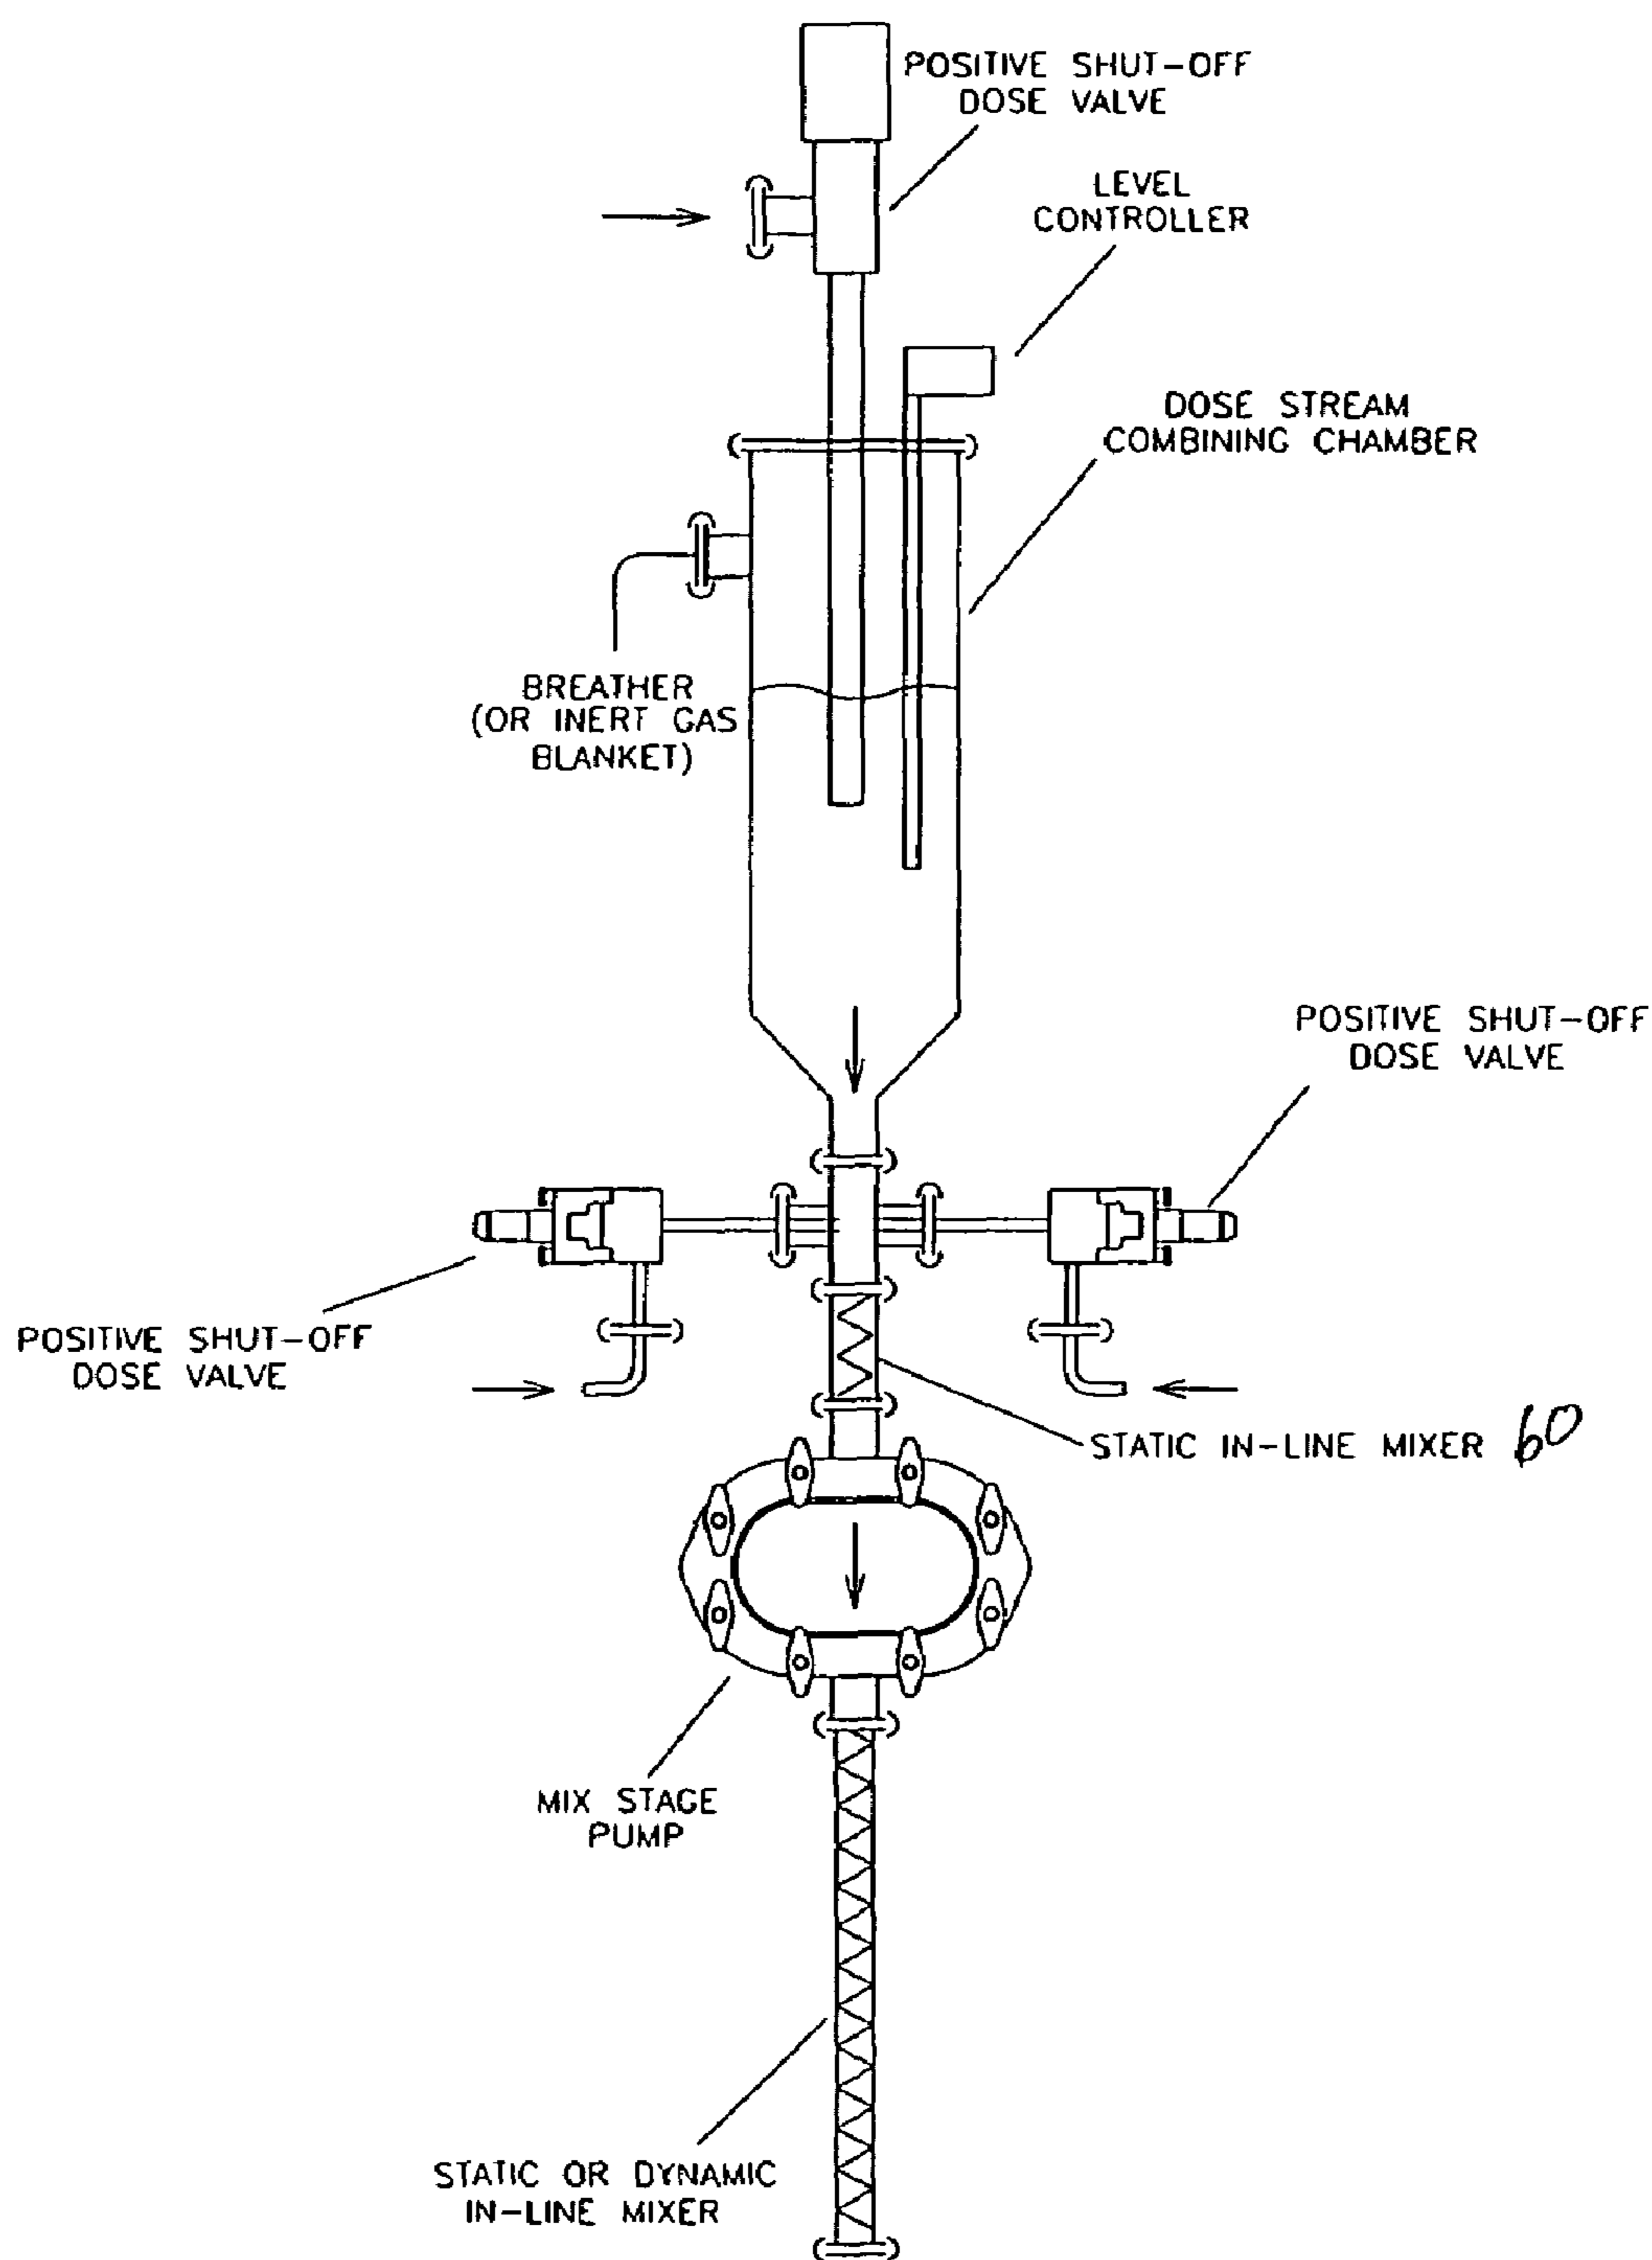 POSITIVE SHUT-OFF
DOSE VALVE
LEVEL
CONTROLLER
DOSE STREAM
COMBINING CHAMBER
BREATHER
(OR INERT GAS
BLANKET)
POSITIVE SHUT-OFF
DOSE VALVE
POSITIVE SHUT-OFF
DOSE VALVE
STATIC IN-LINE MIXER 60
MIX STAGE
PUMP
STATIC OR DYNAMIC
IN-LINE MIXER